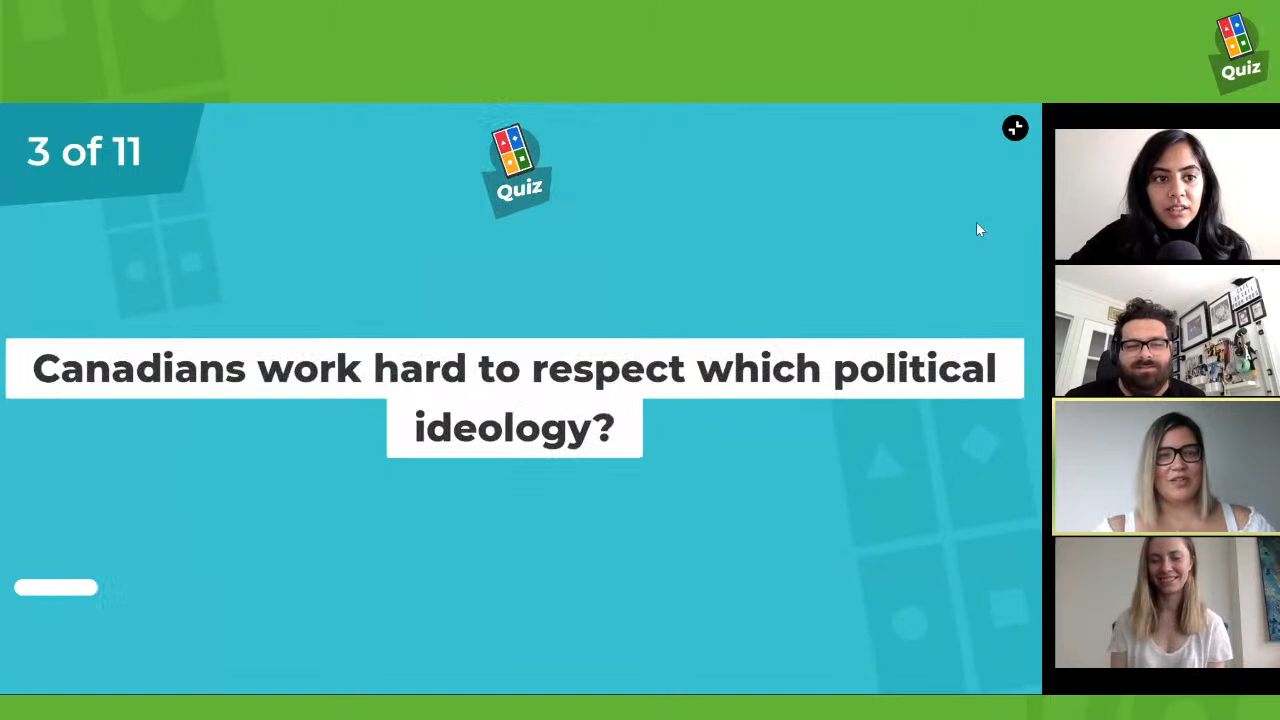 Quiz
3 of 11
Quiz
Canadians work hard to respect which political
ideology?